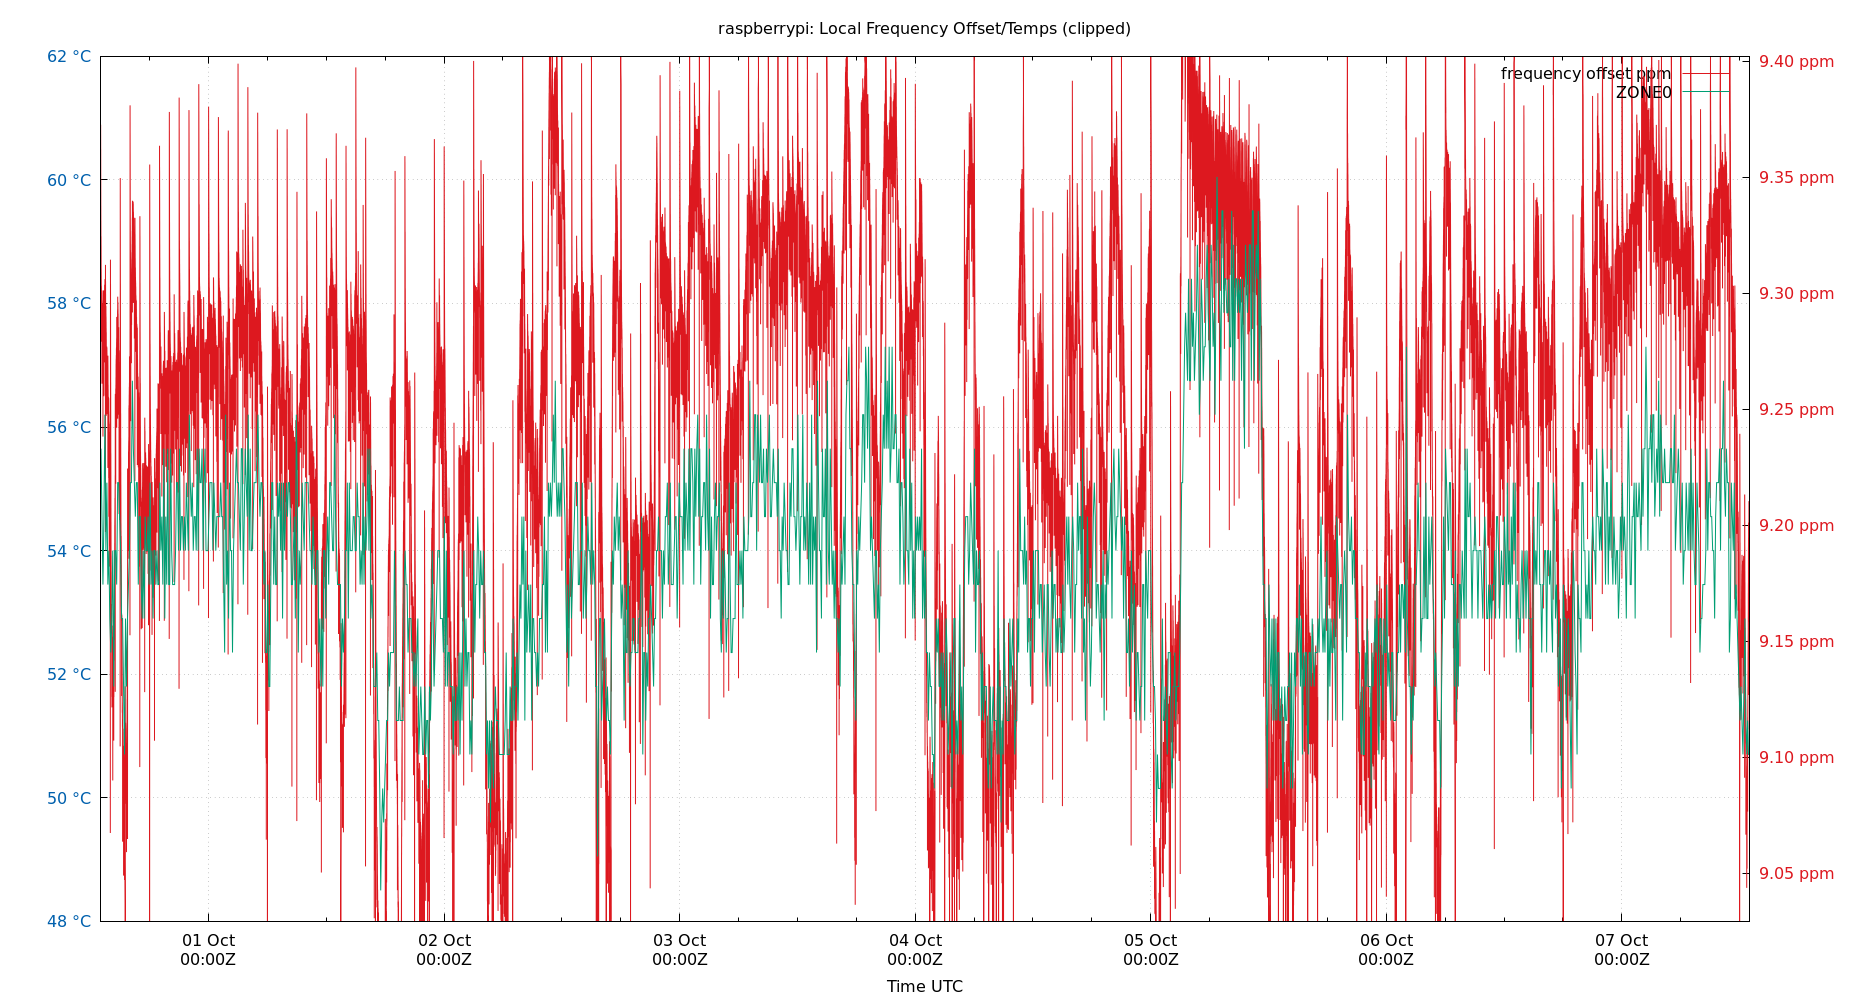 raspberrypi: Local Frequency Offset/Temps (clipped)
62 °C
60 °C
58 °C
56 °C
54 °C
52 °C
50 °C
48 °C
9.40 ppm
9.35 ppm
9.30 ppm
9.25 ppm
9.20 ppm
9.15 ppm
9.10 ppm
9.05 ppm
frequency offset ppm
ZONE0
01 Oct
00:00Z
02 Oct
00:00Z
03 Oct
00:00Z
04 Oct
00:00Z
05 Oct
00:00Z
06 Oct
00:00Z
07 Oct
00:00Z
Time UTC